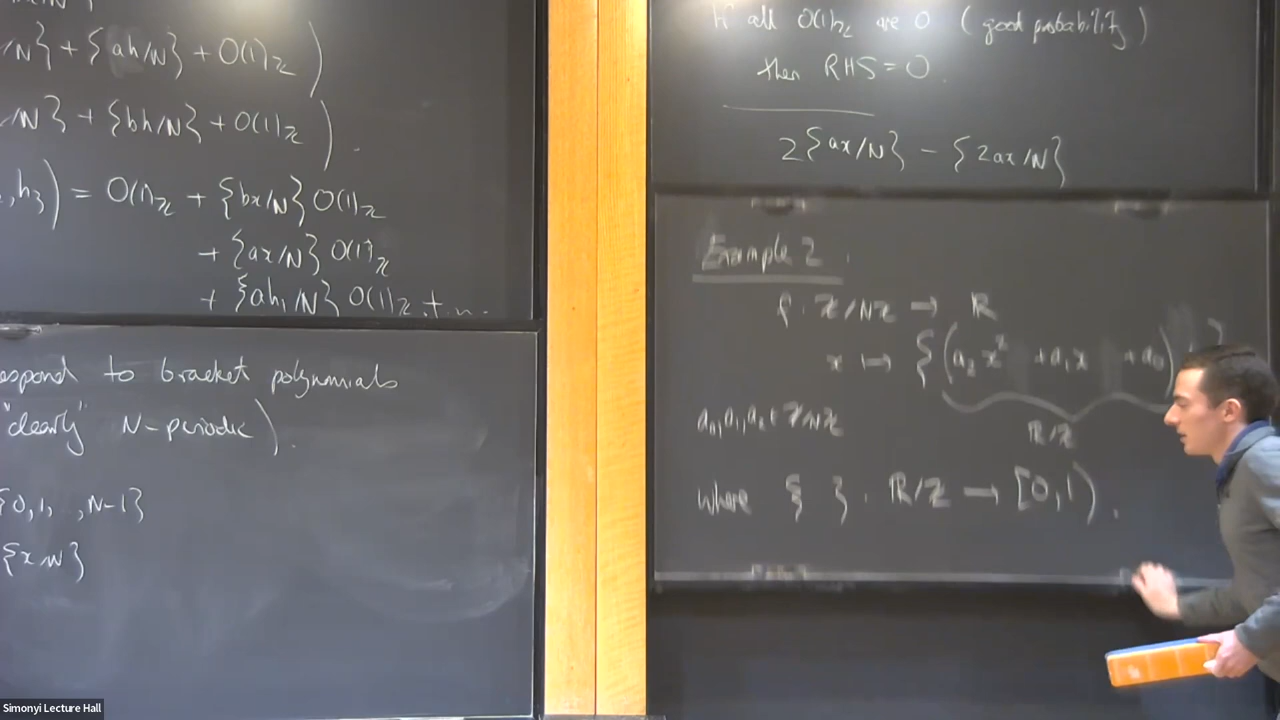 /N} + {ah/N} + O(1)_Z )
/N} + {bh/N} + O(1)_Z ) .
, h_3) = O(1)_Z + {bx/N} O(1)_Z
+ {ax/N} O(1)_Z
+ {ah_1/N} O(1)_Z + ...
espond to bracket polynomials
"clearly" N-periodic ) .
{0,1, ,N-1}
{x/N}
If all O(1)_Z are 0 (good probability)
then RHS = 0.
2{ax/N} - {2ax/N}
Example 2.
f: Z/NZ → R
x ↦ {(a_2 x^2 + a_1 x + a_0) }
R/Z
a_0, a_1, a_2 ∈ Z/NZ
where { } : R/Z → [0,1).
Simonyi Lecture Hall